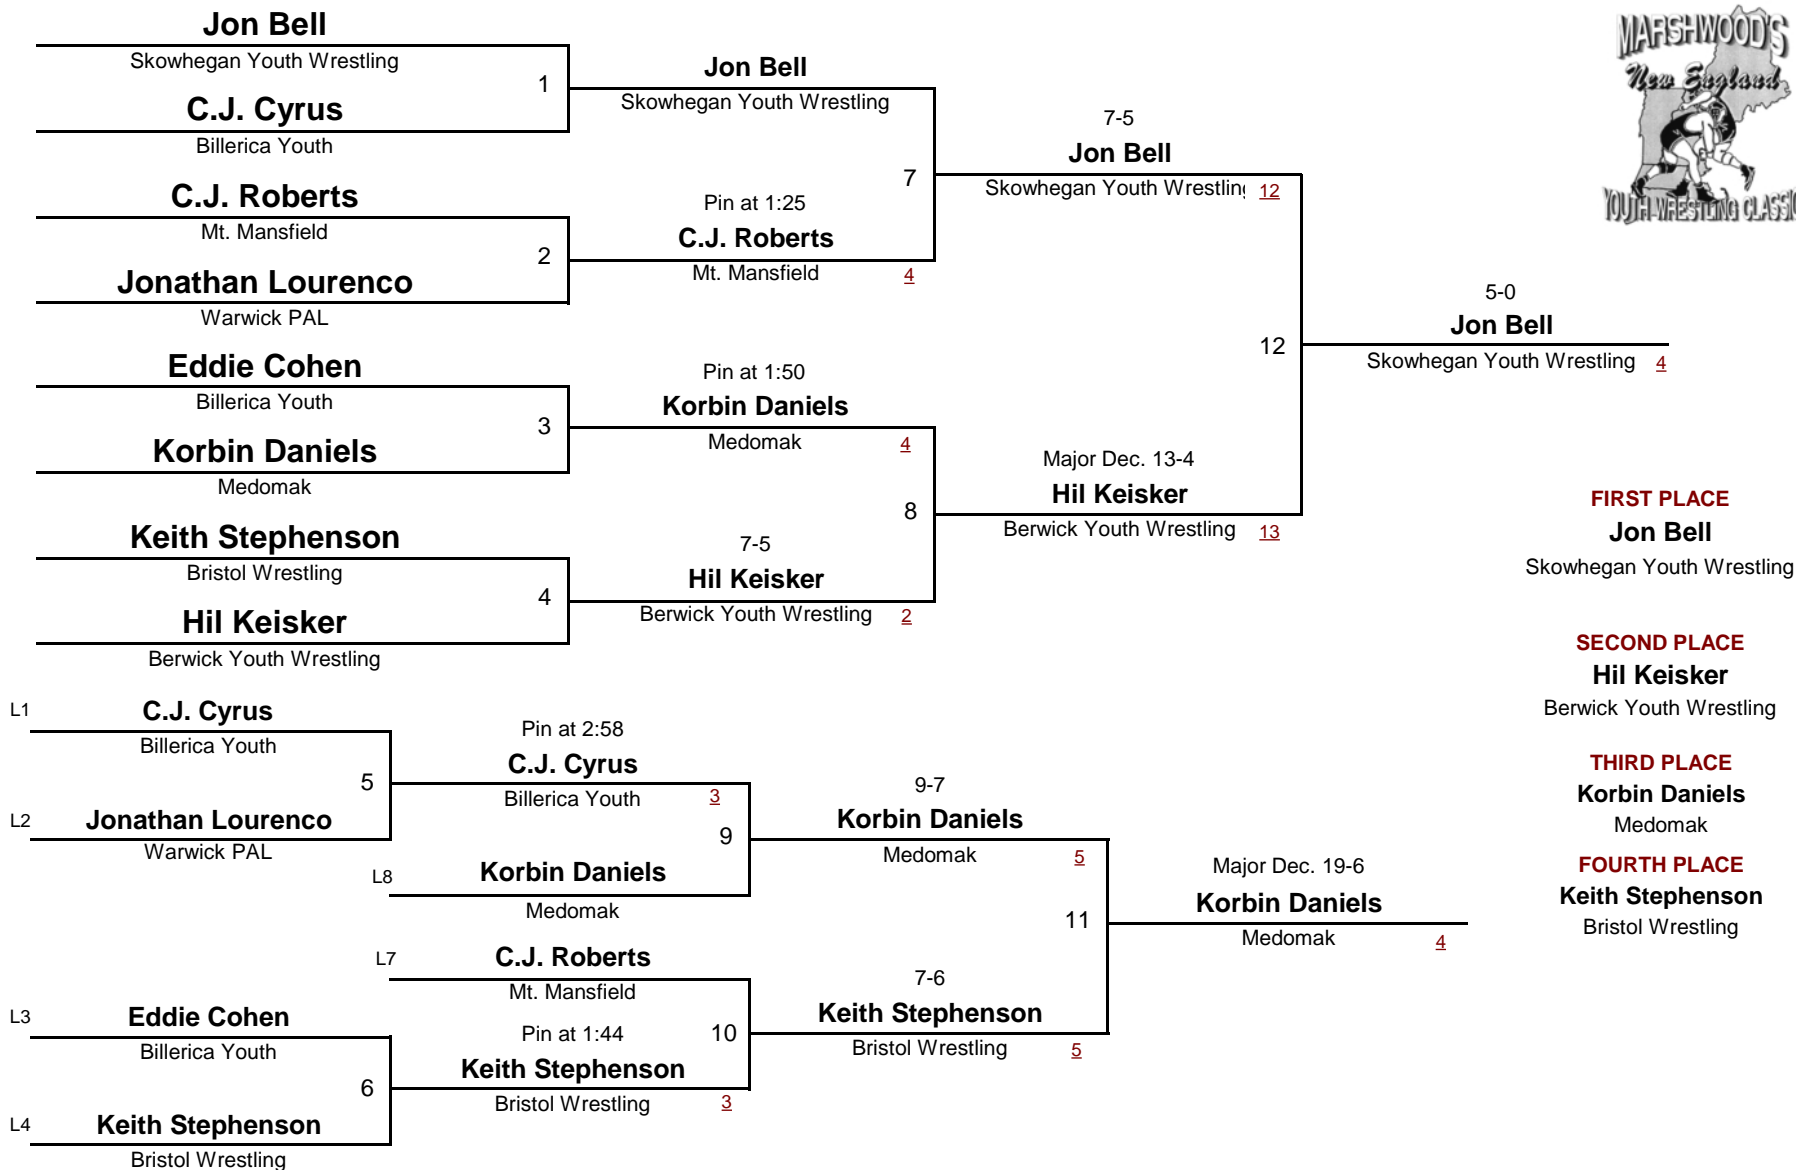 Jon Bell
Skowhegan Youth Wrestling
1
C.J. Cyrus
Billerica Youth
C.J. Roberts
Mt. Mansfield
2
Jonathan Lourenco
Warwick PAL
Eddie Cohen
Billerica Youth
3
Korbin Daniels
Medomak
Keith Stephenson
Bristol Wrestling
4
Hil Keisker
Berwick Youth Wrestling
Jon Bell
Skowhegan Youth Wrestling
7
Pin at 1:25
C.J. Roberts
Mt. Mansfield
4
Pin at 1:50
Korbin Daniels
Medomak
4
8
7-5
Hil Keisker
Berwick Youth Wrestling
2
7-5
Jon Bell
Skowhegan Youth Wrestling
12
12
Major Dec. 13-4
Hil Keisker
Berwick Youth Wrestling
13
5-0
Jon Bell
Skowhegan Youth Wrestling
4
MARSHWOOD'S
New England
YOUTH WRESTLING CLASSIC
FIRST PLACE
Jon Bell
Skowhegan Youth Wrestling
SECOND PLACE
Hil Keisker
Berwick Youth Wrestling
THIRD PLACE
Korbin Daniels
Medomak
FOURTH PLACE
Keith Stephenson
Bristol Wrestling
L1
C.J. Cyrus
Billerica Youth
5
L2
Jonathan Lourenco
Warwick PAL
Pin at 2:58
C.J. Cyrus
Billerica Youth
3
9
L8
Korbin Daniels
Medomak
L7
C.J. Roberts
Mt. Mansfield
L3
Eddie Cohen
Billerica Youth
6
L4
Keith Stephenson
Bristol Wrestling
Pin at 1:44
10
Keith Stephenson
Bristol Wrestling
3
9-7
Korbin Daniels
Medomak
5
11
7-6
Keith Stephenson
Bristol Wrestling
5
Major Dec. 19-6
Korbin Daniels
Medomak
4